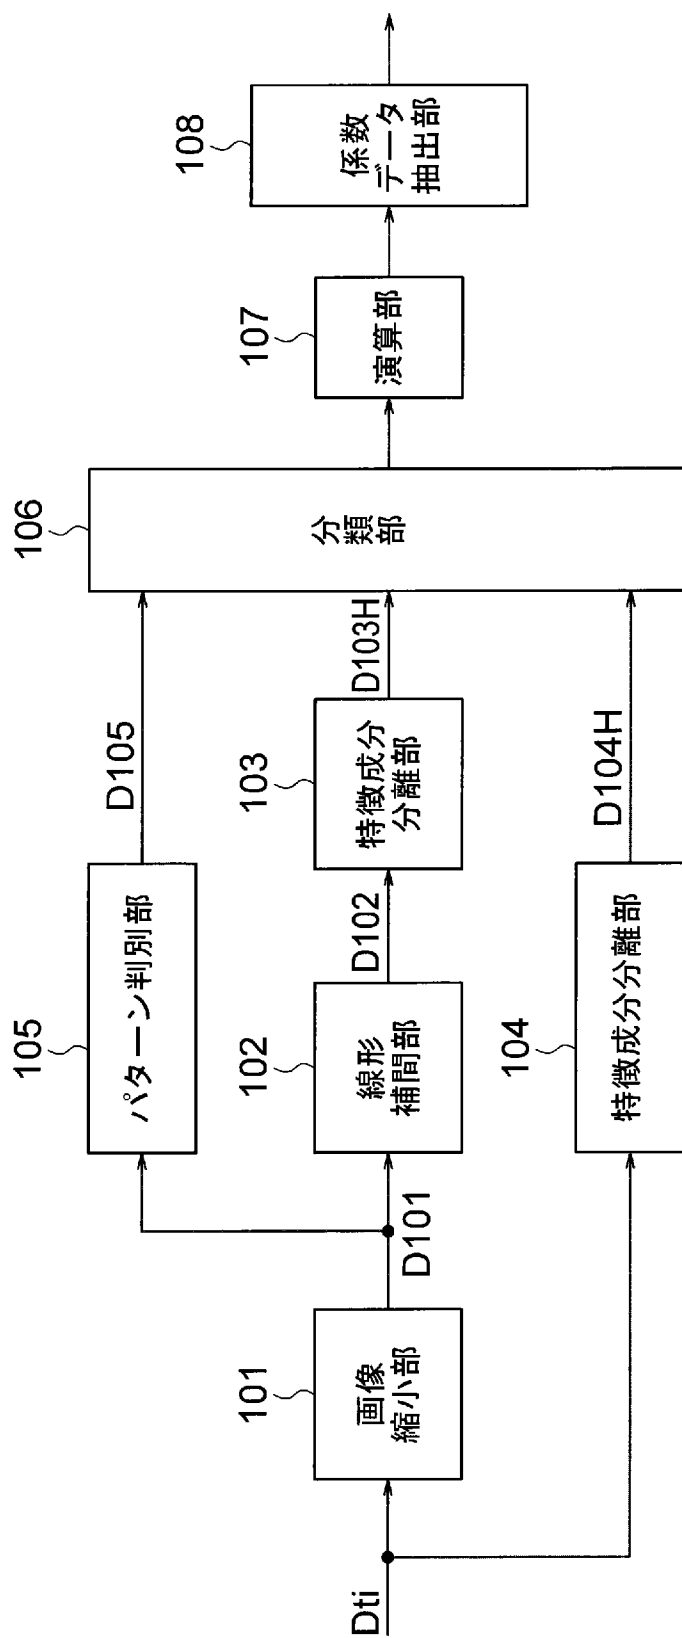 Dti
101
画像
縮小部
D101
105
パターン判別部
D105
102
線形
補間部
D102
103
特徴成分
分離部
D103H
104
特徴成分分離部
D104H
106
分類部
107
演算部
108
係数
データ
抽出部